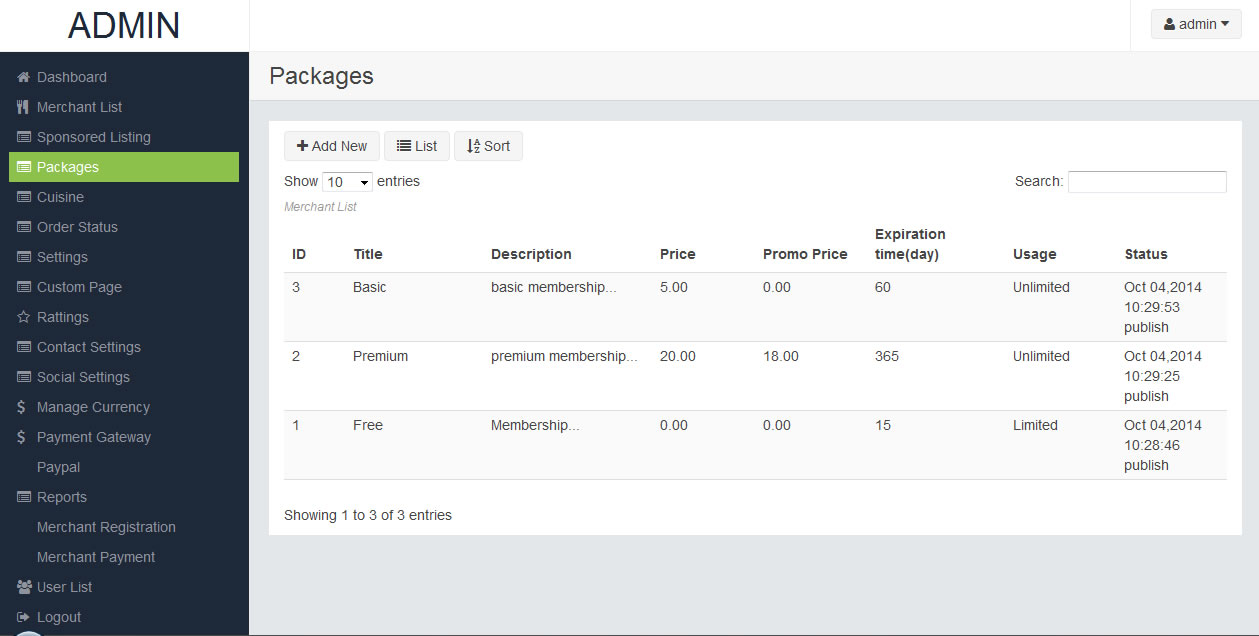 ADMIN
admin
Dashboard
Merchant List
Sponsored Listing
Packages
Cuisine
Order Status
Settings
Custom Page
Rattings
Contact Settings
Social Settings
Manage Currency
Payment Gateway
Paypal
Reports
Merchant Registration
Merchant Payment
User List
Logout
Packages
Add New List Sort
Show 10 entries Search:
Merchant List
ID Title Description Price Promo Price Expiration time(day) Usage Status
3 Basic basic membership... 5.00 0.00 60 Unlimited Oct 04,2014
10:29:53
publish
2 Premium premium membership... 20.00 18.00 365 Unlimited Oct 04,2014
10:29:25
publish
1 Free Membership... 0.00 0.00 15 Limited Oct 04,2014
10:28:46
publish
Showing 1 to 3 of 3 entries